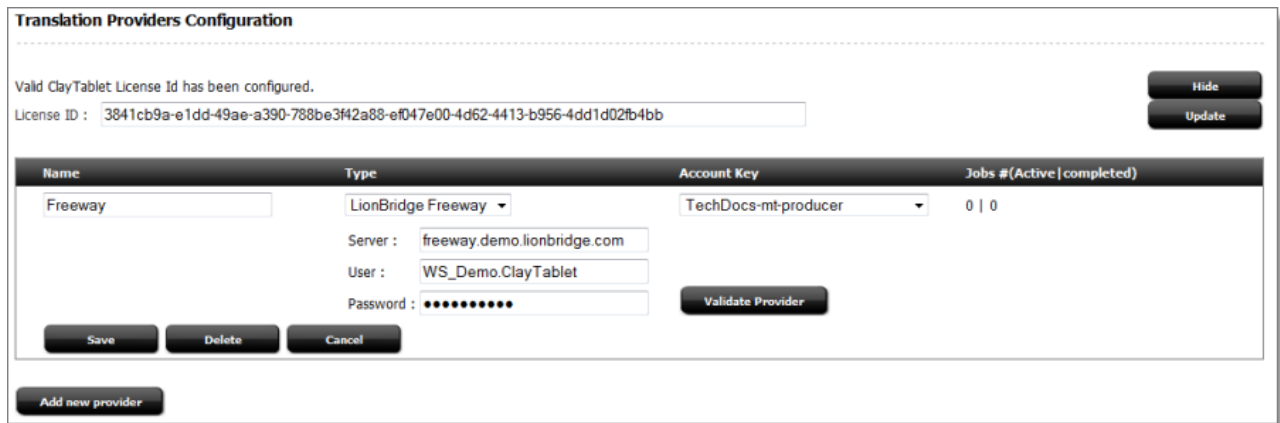 Translation Providers Configuration
Valid ClayTablet License Id has been configured.
Hide
License ID : 3841cb9a-e1dd-49ae-a390-788be3f42a88-ef047e00-4d62-4413-b956-4dd1d02fb4bb
Update
Name Type Account Key Jobs #(Active|completed)
Freeway LionBridge Freeway TechDocs-mt-producer 0 | 0
Server : freeway.demo.lionbridge.com
User : WS_Demo.ClayTablet
Password : ●●●●●●●●●● Validate Provider
Save Delete Cancel
Add new provider